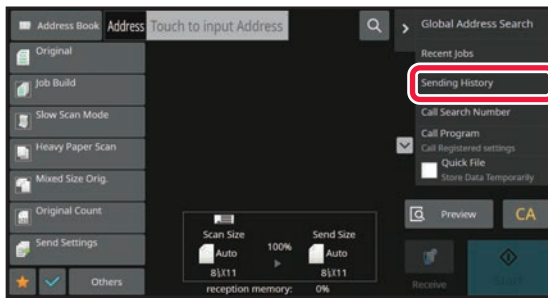 Address Book
Address
Touch to input Address
Global Address Search
Original
Recent Jobs
Job Build
Sending History
Slow Scan Mode
Call Search Number
Heavy Paper Scan
Call Program
Call Registered settings
Quick File
Store Data Temporarily
Mixed Size Orig.
Original Count
Preview
CA
Send Settings
Scan Size
Send Size
Auto
100%
Auto
8½X11
8½X11
Others
reception memory: 0%
Receive
Start